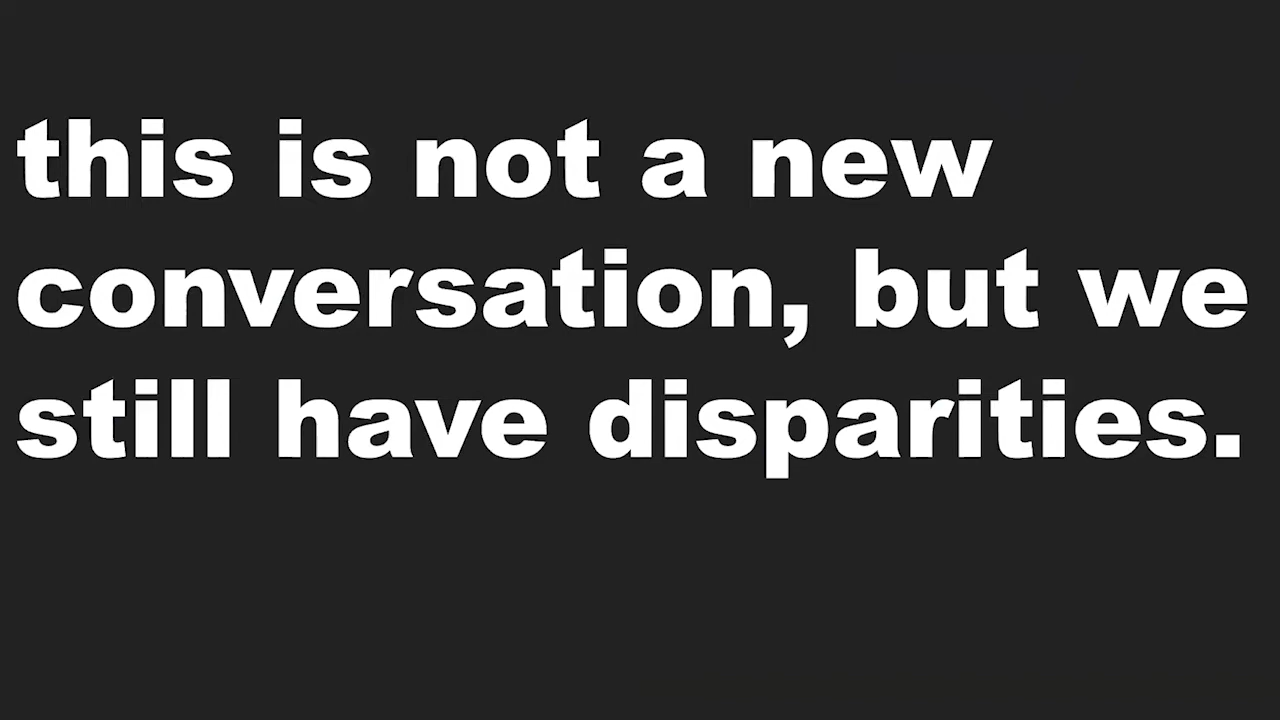 this is not a new
conversation, but we
still have disparities.